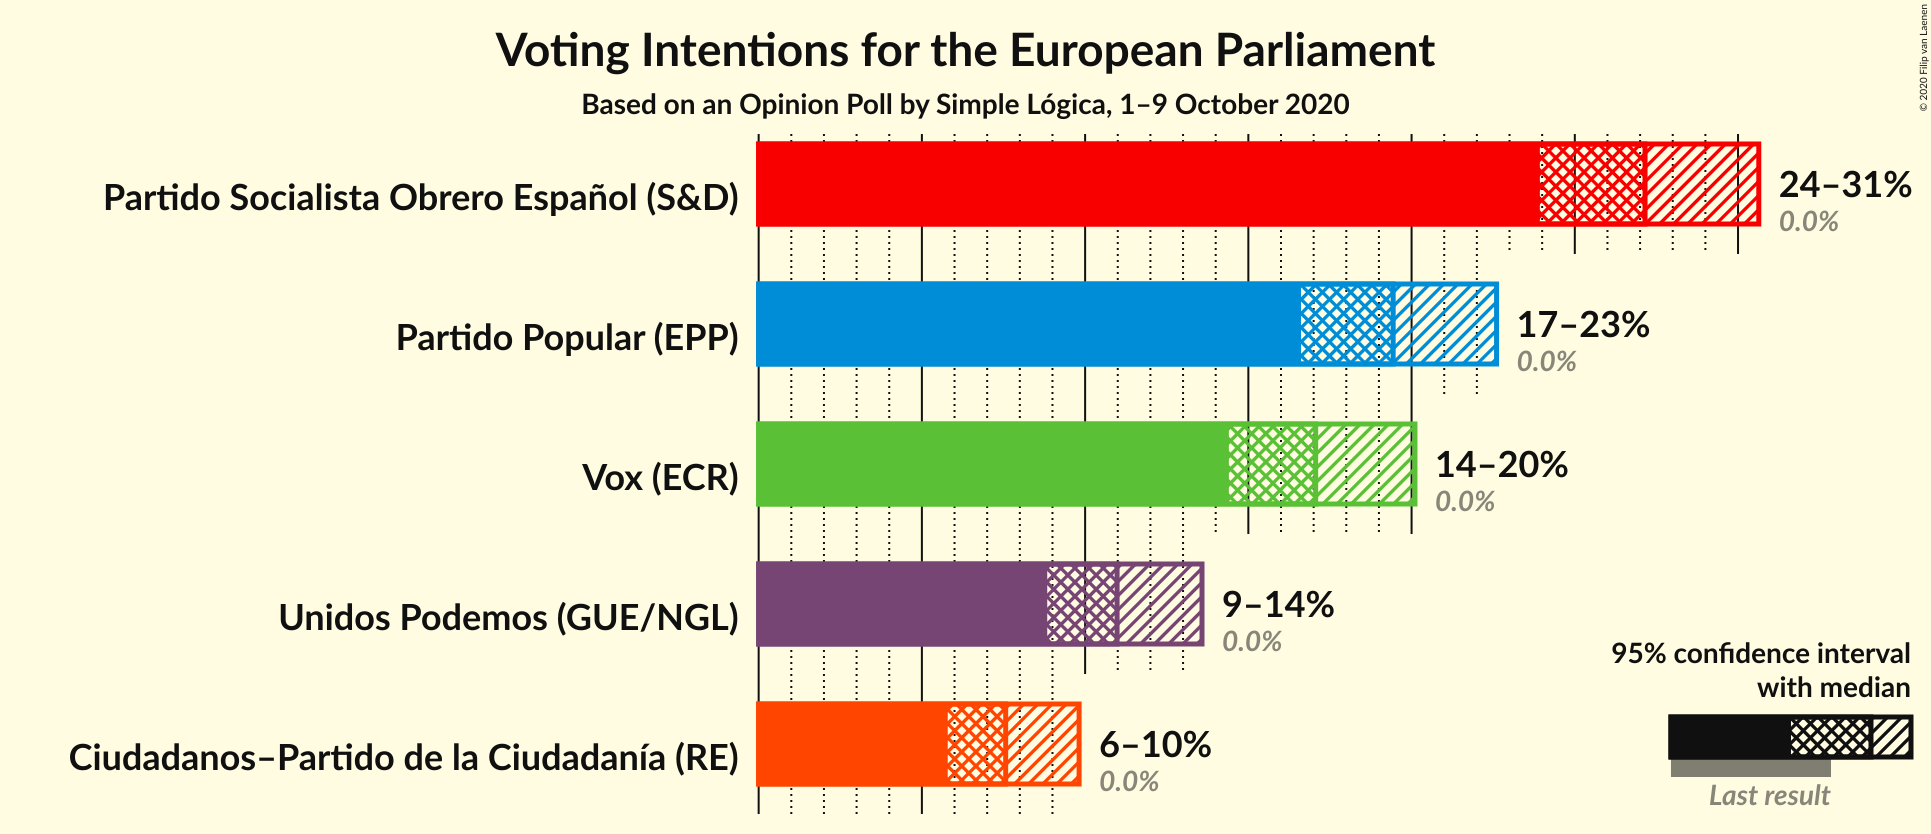 Voting Intentions for the European Parliament
Based on an Opinion Poll by Simple Lógica, 1–9 October 2020
© 2020 Filip van Laenen
Partido Socialista Obrero Español (S&D)
24–31%
0.0%
Partido Popular (EPP)
17–23%
0.0%
Vox (ECR)
14–20%
0.0%
Unidos Podemos (GUE/NGL)
9–14%
0.0%
Ciudadanos–Partido de la Ciudadanía (RE)
6–10%
0.0%
95% confidence interval
with median
Last result